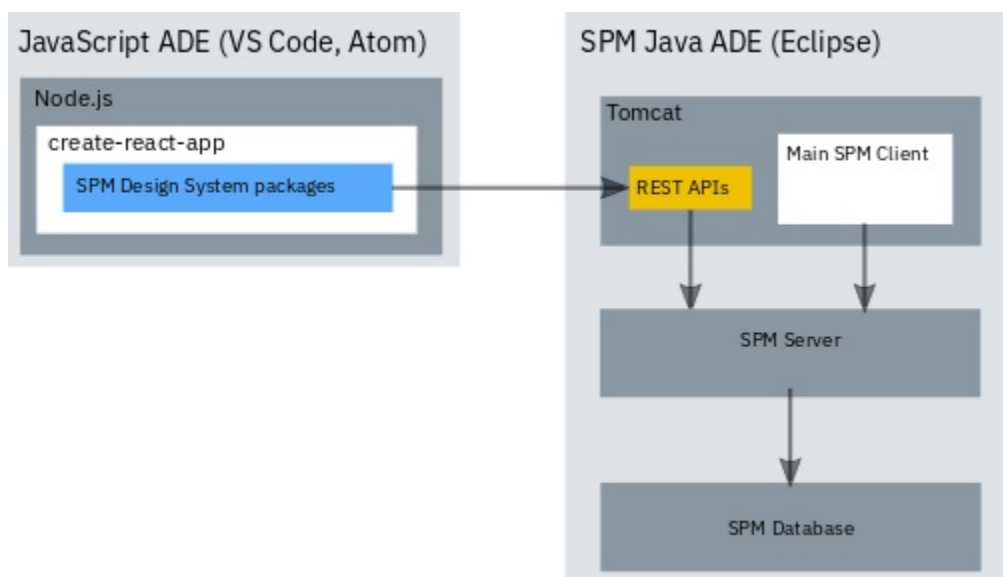 JavaScript ADE (VS Code, Atom)
Node.js
create-react-app
SPM Design System packages
SPM Java ADE (Eclipse)
Tomcat
Main SPM Client
REST APIs
SPM Server
SPM Database